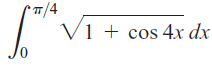 ∫₀^{π/4} √(1 + cos 4x) dx